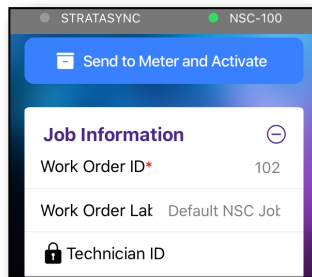 STRATASYNC NSC-100
Send to Meter and Activate
Job Information
Work Order ID* 102
Work Order Lab Default NSC Job
Technician ID